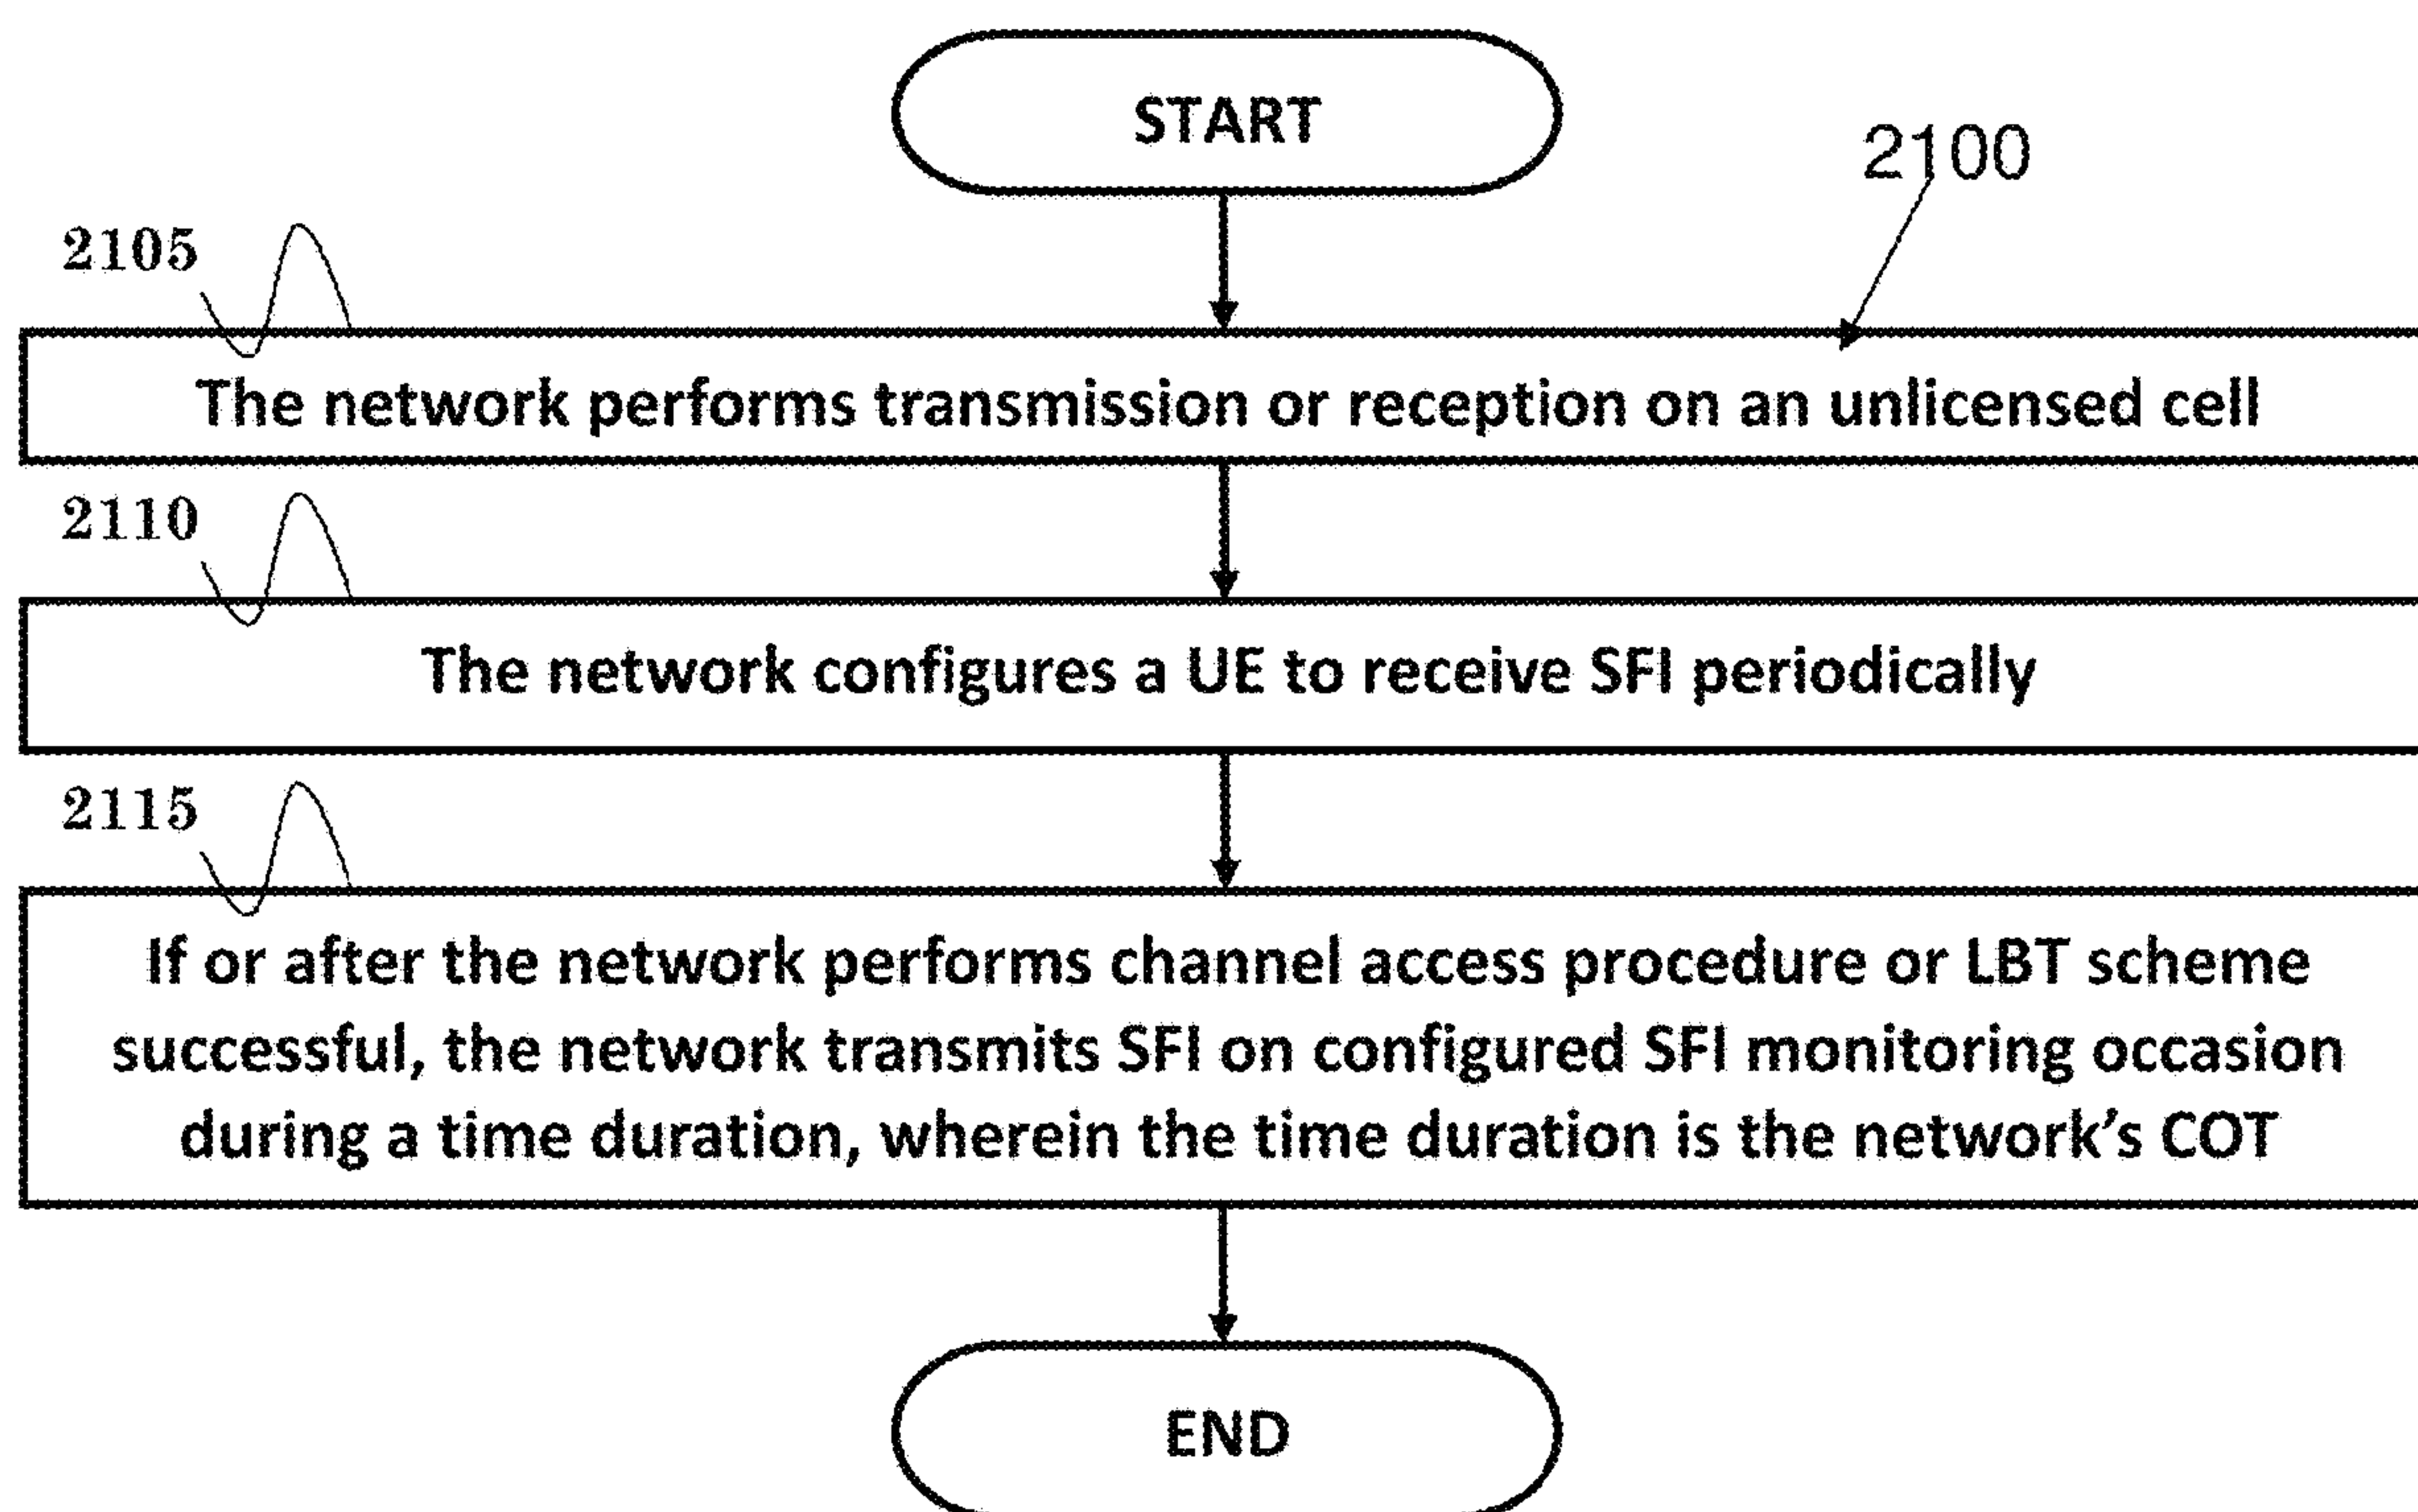 START
2100
2105
The network performs transmission or reception on an unlicensed cell
2110
The network configures a UE to receive SFI periodically
2115
If or after the network performs channel access procedure or LBT scheme
successful, the network transmits SFI on configured SFI monitoring occasion
during a time duration, wherein the time duration is the network’s COT
END